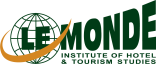 LE MONDE
INSTITUTE OF HOTEL
& TOURISM STUDIES